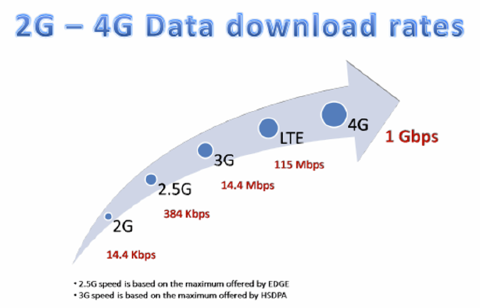 2G – 4G Data download rates
4G
1 Gbps
LTE
115 Mbps
3G
14.4 Mbps
2.5G
384 Kbps
2G
14.4 Kbps
• 2.5G speed is based on the maximum offered by EDGE
• 3G speed is based on the maximum offered by HSDPA